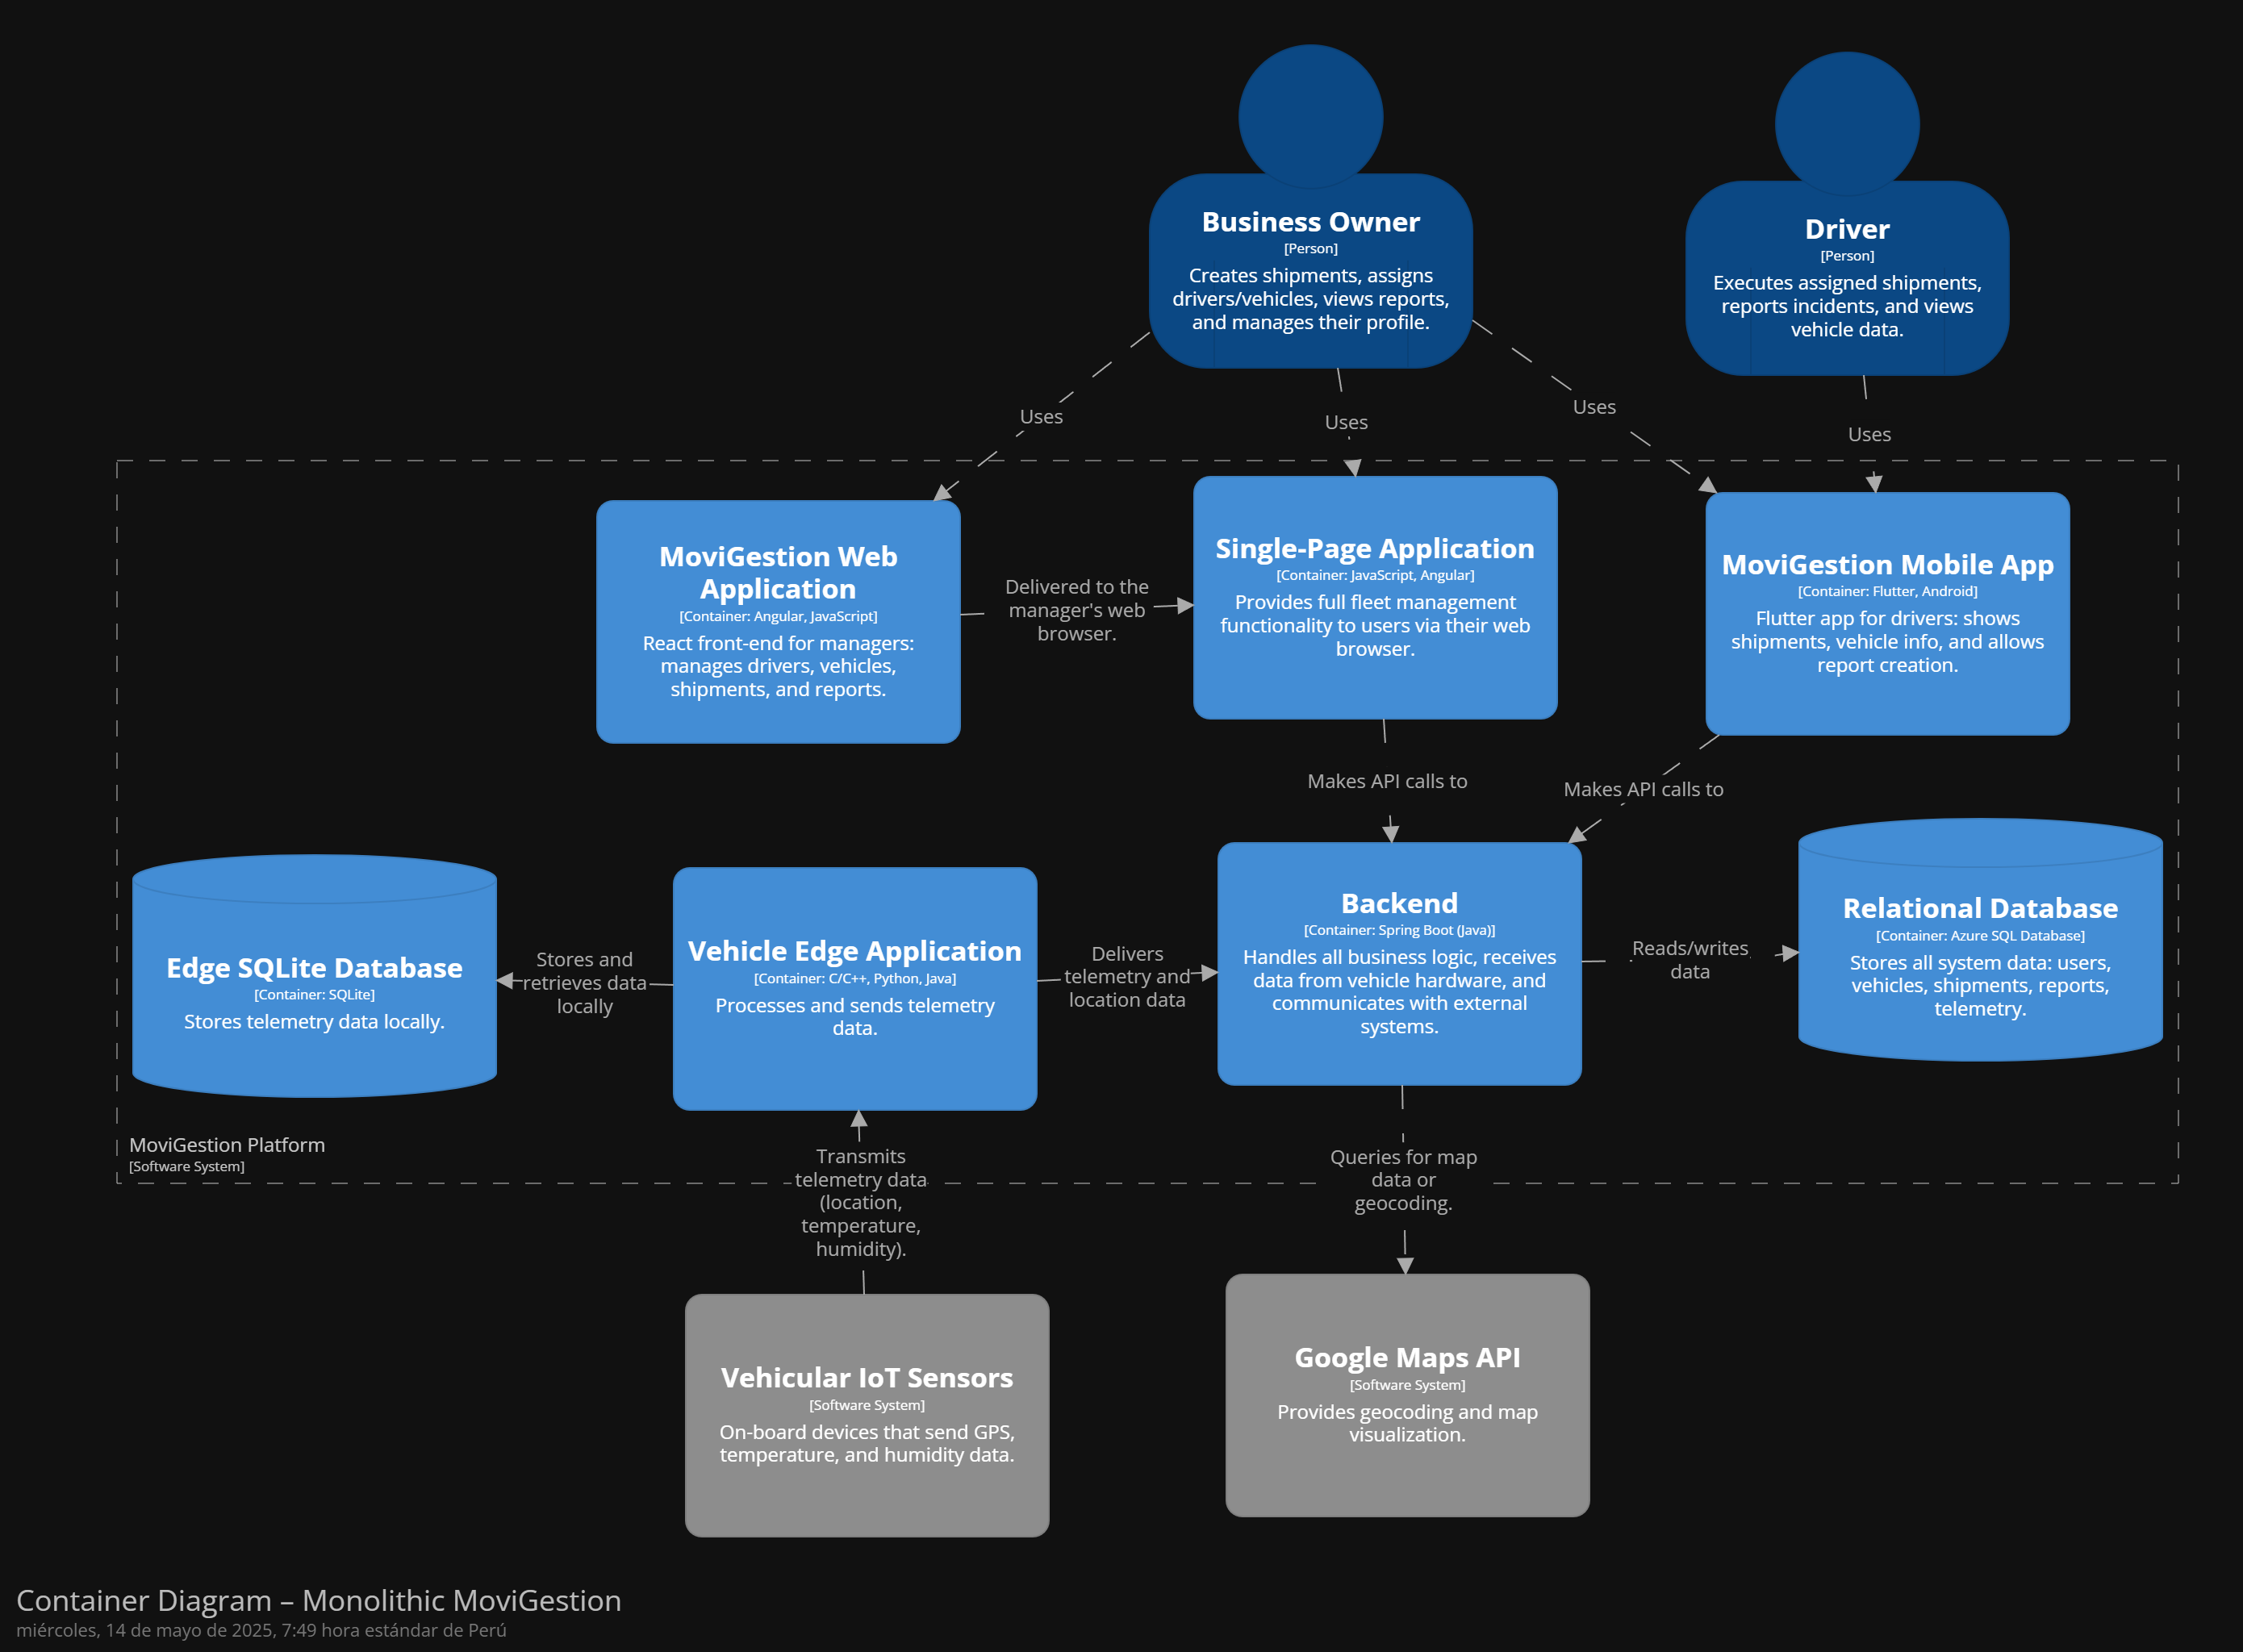 Business Owner
[Person]
Creates shipments, assigns
drivers/vehicles, views reports,
and manages their profile.
Driver
[Person]
Executes assigned shipments,
reports incidents, and views
vehicle data.
Uses
Uses
Uses
Uses
MoviGestion Web
Application
[Container: Angular, JavaScript]
React front-end for managers:
manages drivers, vehicles,
shipments, and reports.
Delivered to the
manager's web
browser.
Single-Page Application
[Container: JavaScript, Angular]
Provides full fleet management
functionality to users via their web
browser.
MoviGestion Mobile App
[Container: Flutter, Android]
Flutter app for drivers: shows
shipments, vehicle info, and allows
report creation.
Makes API calls to
Makes API calls to
Edge SQLite Database
[Container: SQLite]
Stores telemetry data locally.
Stores and
retrieves data
locally
Vehicle Edge Application
[Container: C/C++, Python, Java]
Processes and sends telemetry
data.
Delivers
telemetry and
location data
Backend
[Container: Spring Boot (Java)]
Handles all business logic, receives
data from vehicle hardware, and
communicates with external
systems.
Reads/writes
data
Relational Database
[Container: Azure SQL Database]
Stores all system data: users,
vehicles, shipments, reports,
telemetry.
MoviGestion Platform
[Software System]
Transmits
telemetry data
(location,
temperature,
humidity).
Queries for map
data or
geocoding.
Vehicular IoT Sensors
[Software System]
On-board devices that send GPS,
temperature, and humidity data.
Google Maps API
[Software System]
Provides geocoding and map
visualization.
Container Diagram – Monolithic MoviGestion
miércoles, 14 de mayo de 2025, 7:49 hora estándar de Perú